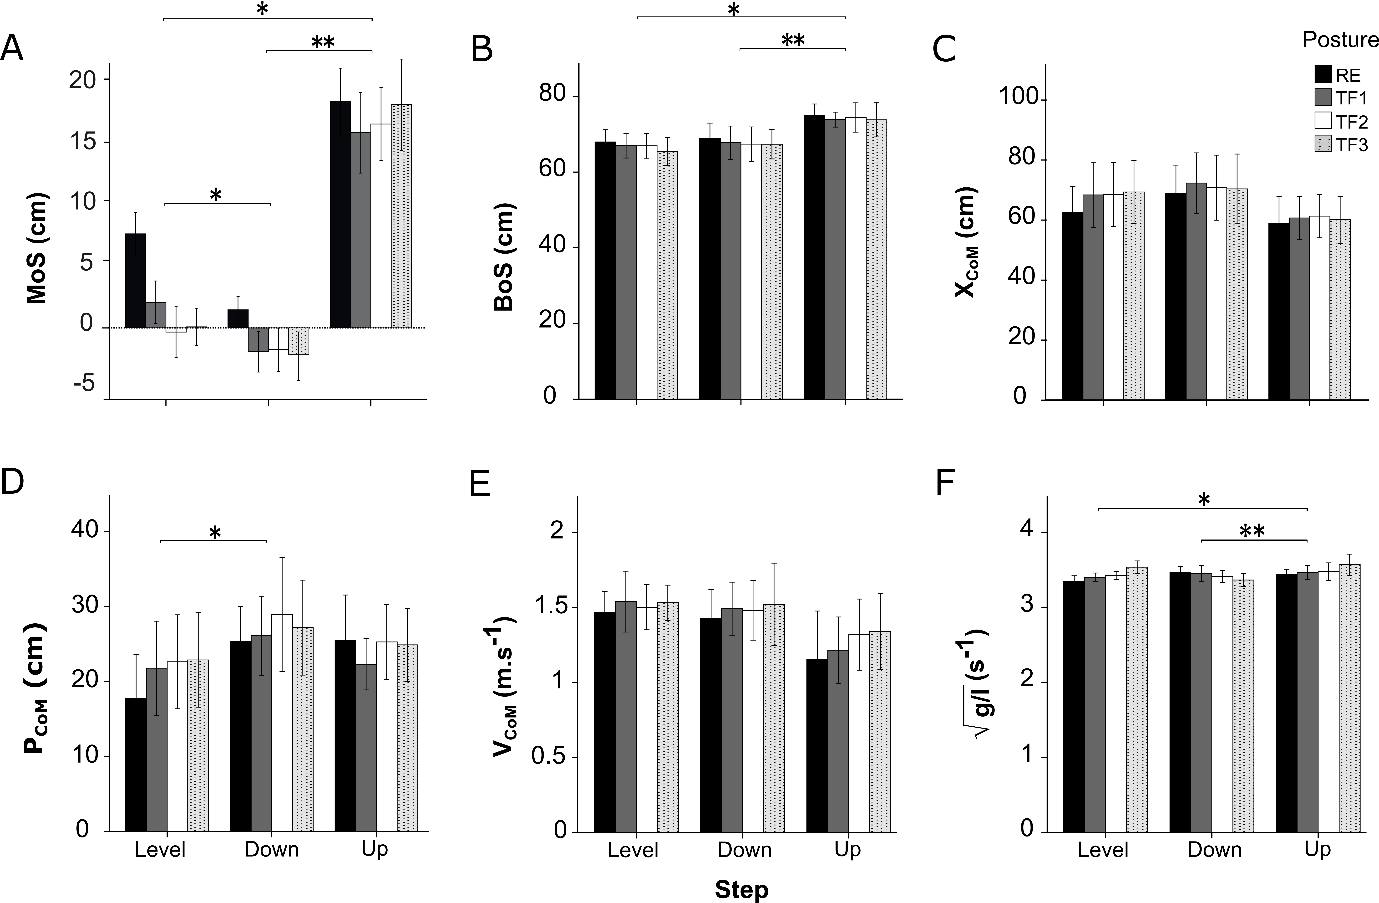 A
*
**
*
MoS (cm)
20
15
10
5
0
-5
B
*
**
BoS (cm)
80
60
40
20
0
C
X CoM (cm)
100
80
60
40
20
0
Posture
RE
TF1
TF2
TF3
D
*
P CoM (cm)
40
30
20
10
0
Level Down Up
E
V CoM (m.s-1)
2
1.5
1
0.5
0
Level Down Up
Step
F
*
**
√g/l (s-1)
4
3
2
1
0
Level Down Up